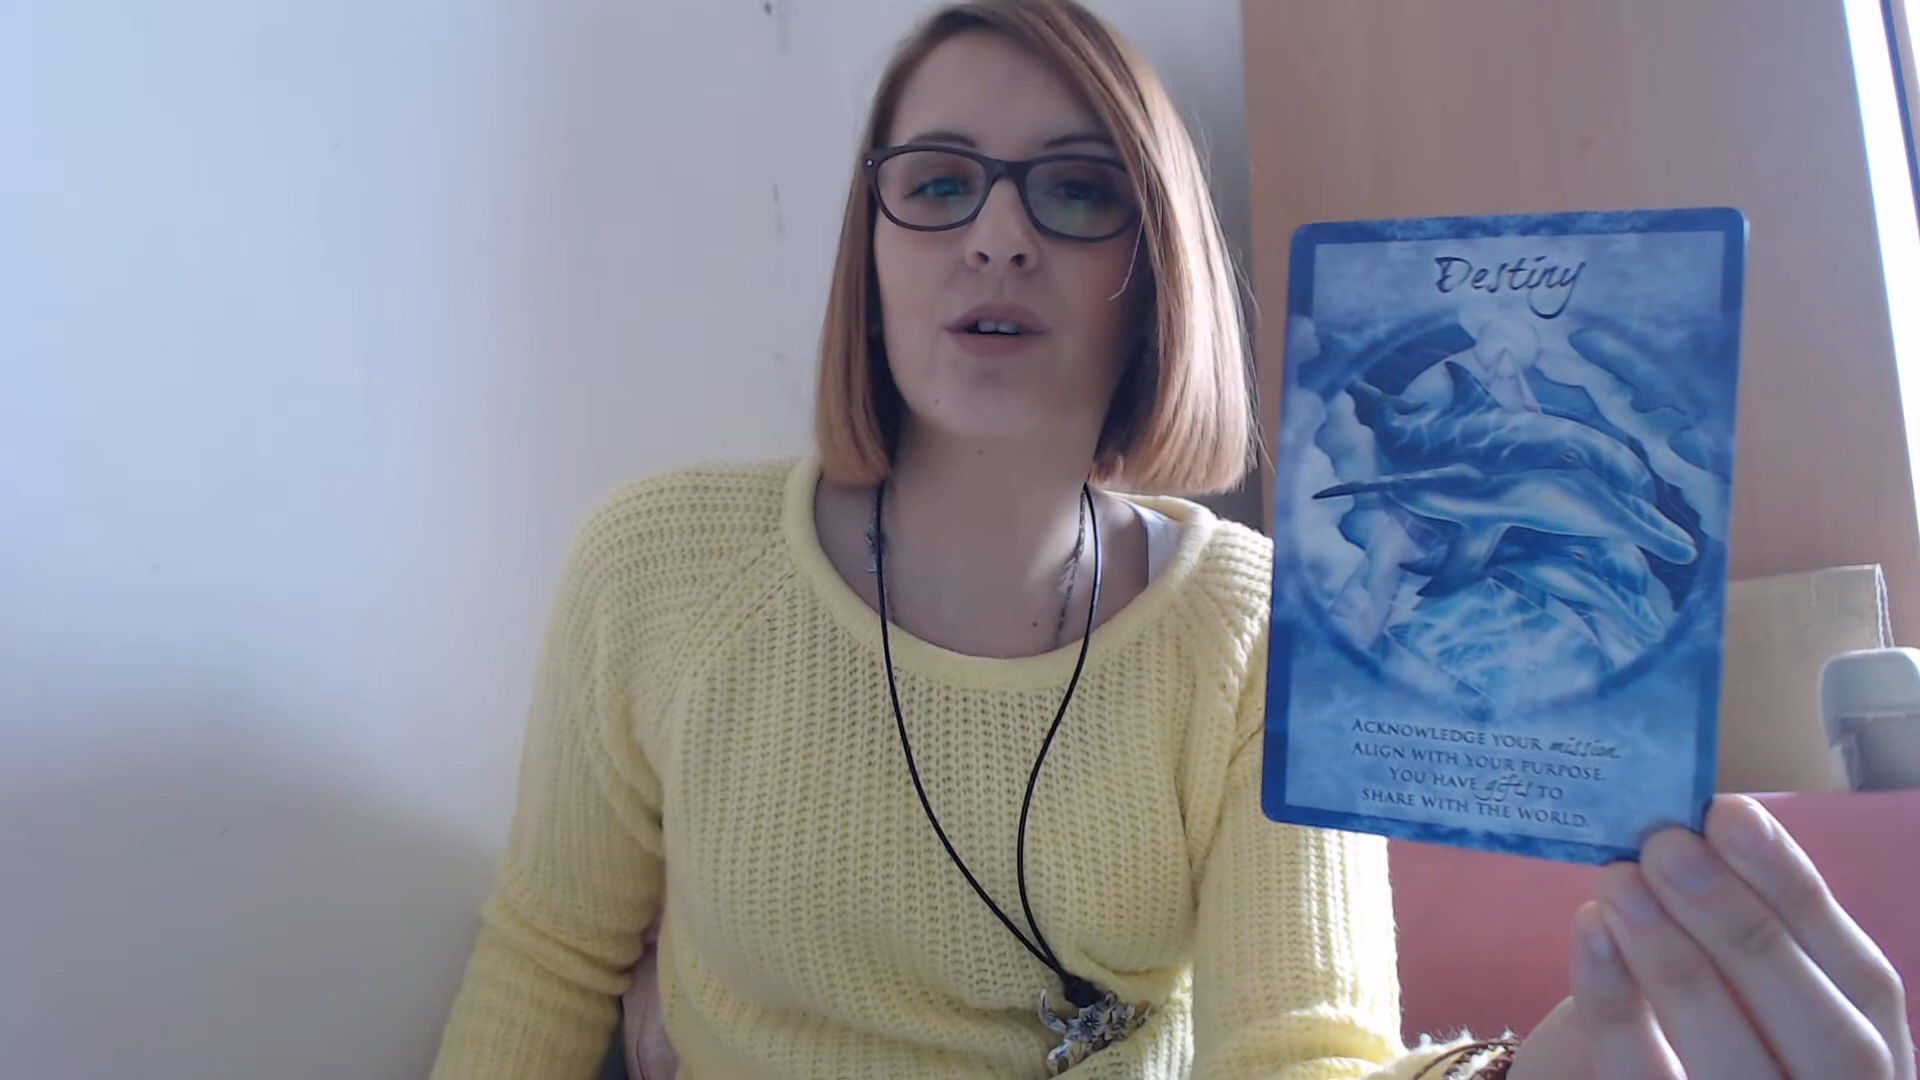 Destiny
ACKNOWLEDGE YOUR mission.
ALIGN WITH YOUR PURPOSE.
YOU HAVE gifts TO
SHARE WITH THE WORLD.